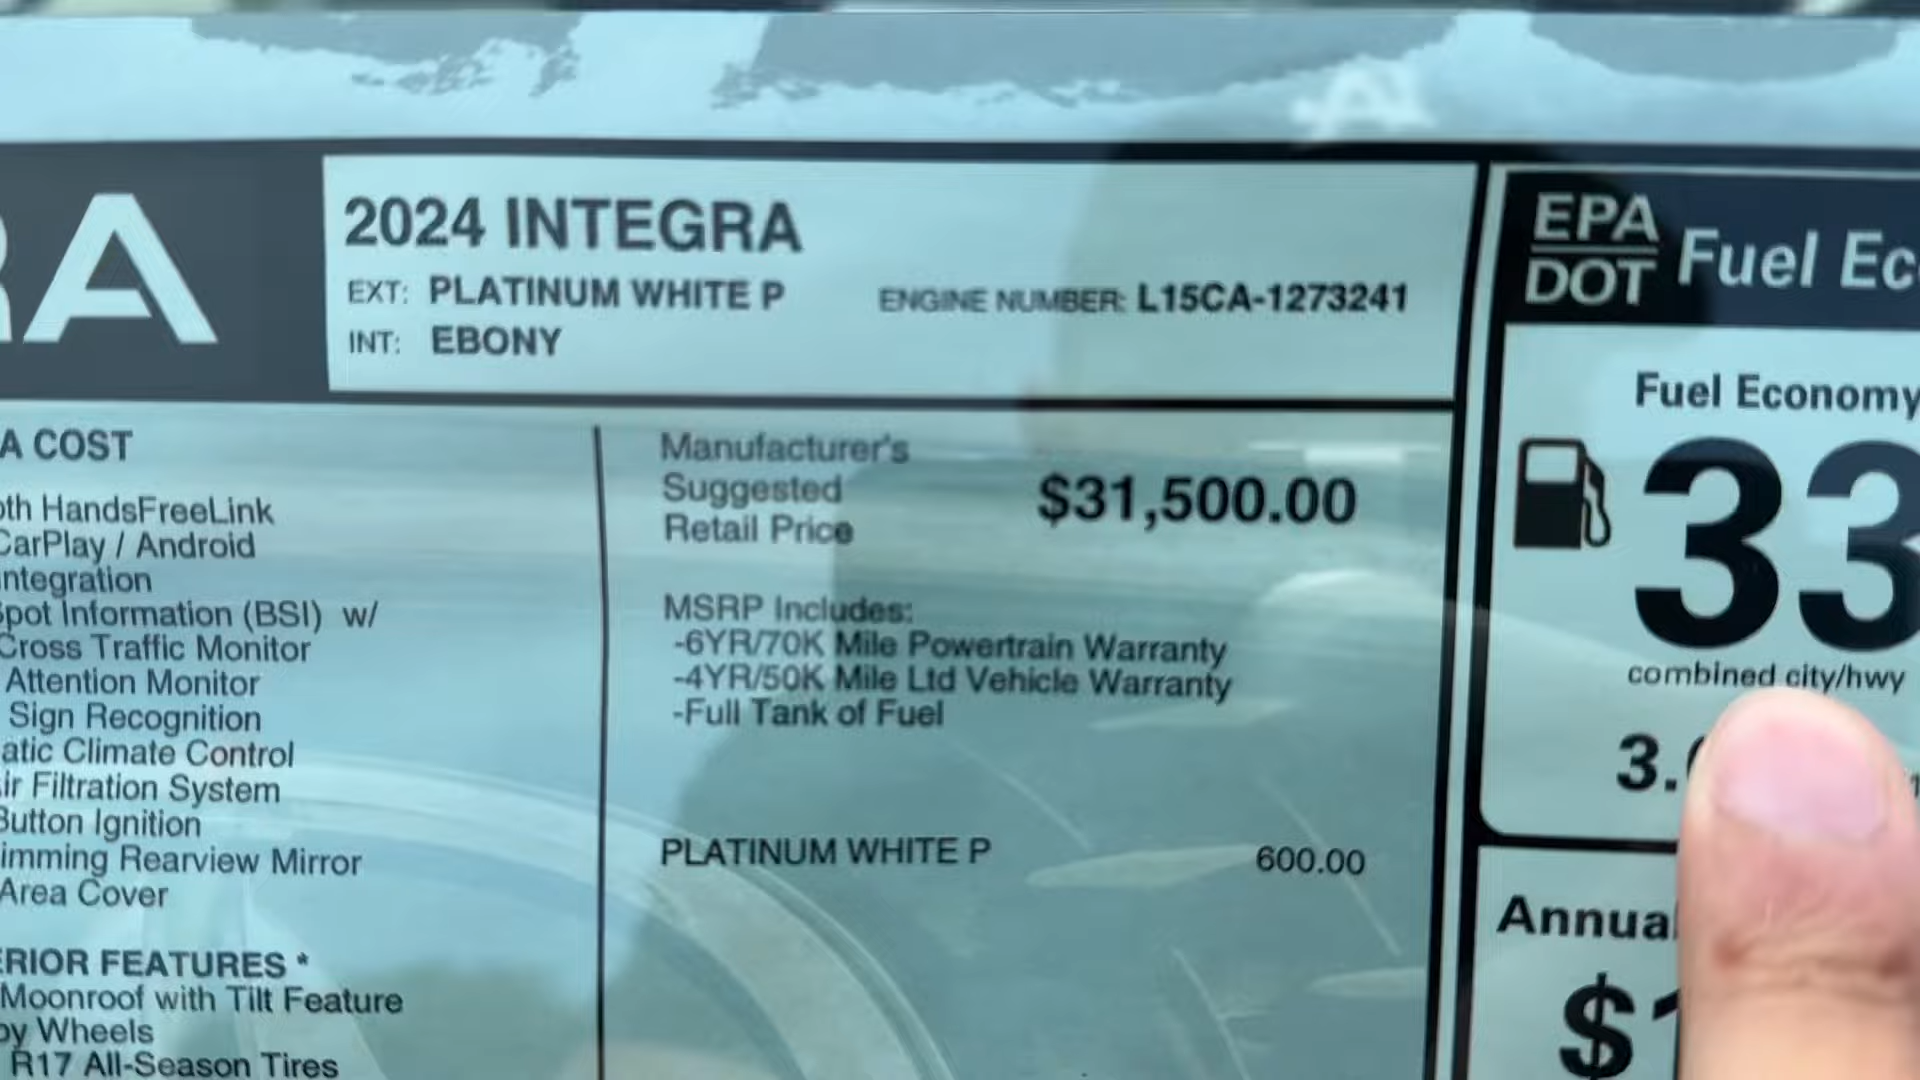 RA
2024 INTEGRA
EXT: PLATINUM WHITE P
ENGINE NUMBER: L15CA-1273241
INT: EBONY
EPA
DOT
Fuel Ec
Fuel Economy
33
combined city/hwy
3.
Annual
$1
A COST
oth HandsFreeLink
CarPlay / Android
Integration
Spot Information (BSI) w/
Cross Traffic Monitor
Attention Monitor
Sign Recognition
atic Climate Control
ir Filtration System
Button Ignition
imming Rearview Mirror
Area Cover
ERIOR FEATURES *
Moonroof with Tilt Feature
oy Wheels
R17 All-Season Tires
Manufacturer's
Suggested
Retail Price
$31,500.00
MSRP Includes:
-6YR/70K Mile Powertrain Warranty
-4YR/50K Mile Ltd Vehicle Warranty
-Full Tank of Fuel
PLATINUM WHITE P 600.00